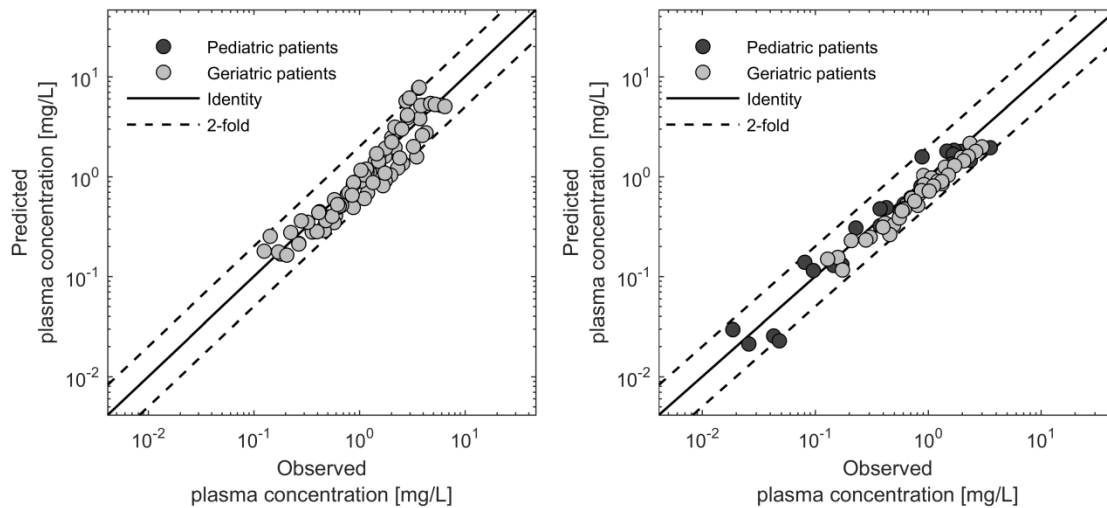 Pediatric patients
Geriatric patients
Identity
2-fold
10^1
10^0
10^-1
10^-2
Predicted
plasma concentration [mg/L]
10^-2
10^-1
10^0
10^1
Observed
plasma concentration [mg/L]
Pediatric patients
Geriatric patients
Identity
2-fold
10^1
10^0
10^-1
10^-2
Predicted
plasma concentration [mg/L]
10^-2
10^-1
10^0
10^1
Observed
plasma concentration [mg/L]